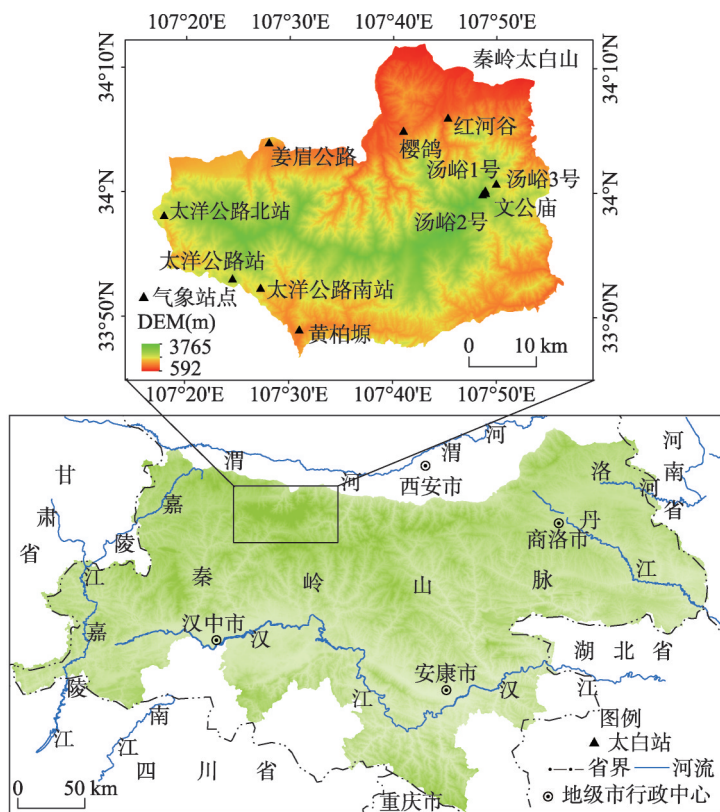 107°20′E 107°30′E 107°40′E 107°50′E
34°10′N
34°0′N
33°50′N
秦岭太白山
34°10′N
34°0′N
33°50′N
红河谷
樱鸽
姜眉公路
汤峪1号
汤峪3号
文公庙
汤峪2号
太洋公路北站
太洋公路站
太洋公路南站
黄柏塬
气象站点
DEM(m)
3765
592
0 10 km
107°20′E 107°30′E 107°40′E 107°50′E
甘肃省
渭河
渭河
西安市
河南省
洛河
嘉陵江
丹江
商洛市
秦岭山脉
汉中市
汉江
嘉陵江
安康市
汉江
湖北省
南江
四川省
重庆市
0 50 km
图例
太白站
省界 河流
地级市行政中心